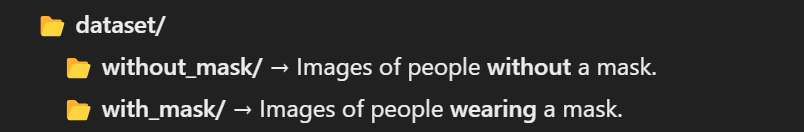 dataset/
without_mask/ → Images of people without a mask.
with_mask/ → Images of people wearing a mask.